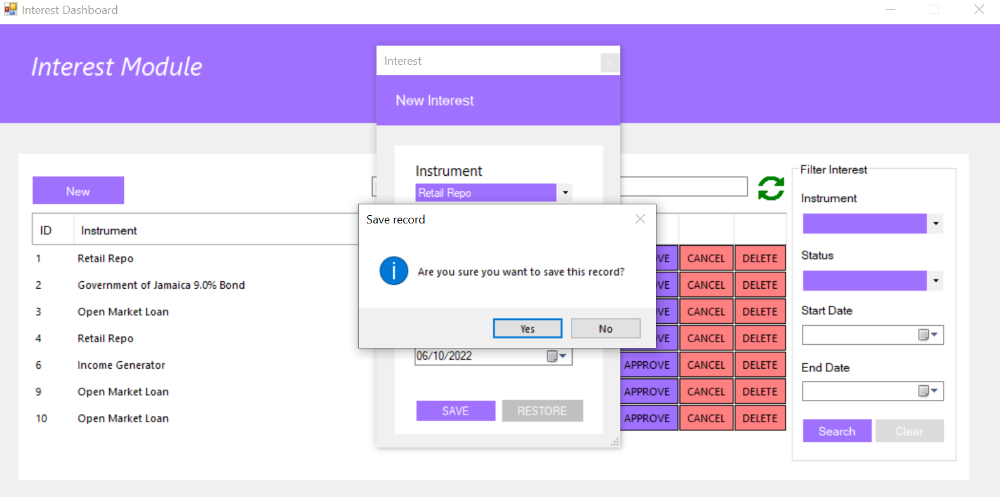 Interest Dashboard
Interest Module
Interest
New Interest
Instrument
Retail Repo
New
ID Instrument
1 Retail Repo
2 Government of Jamaica 9.0% Bond
3 Open Market Loan
4 Retail Repo
6 Income Generator
9 Open Market Loan
10 Open Market Loan
Save record
Are you sure you want to save this record?
Yes No
06/10/2022
SAVE RESTORE
VE CANCEL DELETE
VE CANCEL DELETE
VE CANCEL DELETE
VE CANCEL DELETE
APPROVE CANCEL DELETE
APPROVE CANCEL DELETE
APPROVE CANCEL DELETE
Filter Interest
Instrument
Status
Start Date
End Date
Search Clear